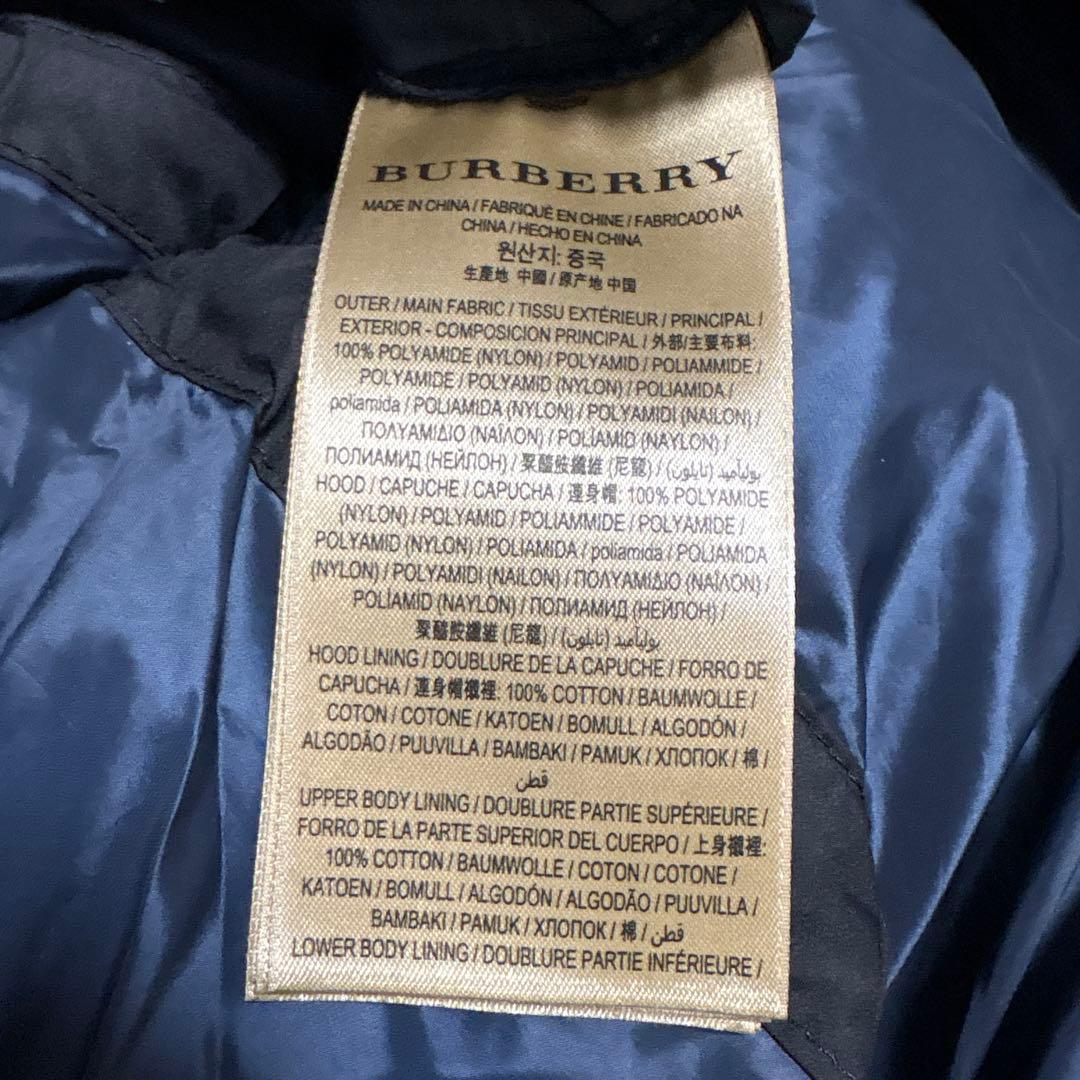 BURBERRY
MADE IN CHINA / FABRIQUÉ EN CHINE / FABRICADO NA
CHINA / HECHO EN CHINA
원산지: 중국
生產地 中國 / 原产地 中国
OUTER / MAIN FABRIC / TISSU EXTÉRIEUR / PRINCIPAL /
EXTERIOR - COMPOSICION PRINCIPAL / 外部/主要布料:
100% POLYAMIDE (NYLON) / POLYAMID / POLIAMMIDE /
POLYAMIDE / POLYAMID (NYLON) / POLIAMIDA /
poliamida / POLIAMIDA (NYLON) / POLYAMIDI (NAILON) /
ΠΟΛΥΑΜΙΔΙΟ (ΝΑΪΛΟΝ) / POLİAMID (NAYLON) /
ПОЛИАМИД (НЕЙЛОН) / 聚醯胺纖維 (尼龍) / بوليأميد (نايلون) /
HOOD / CAPUCHE / CAPUCHA / 連身帽: 100% POLYAMIDE
(NYLON) / POLYAMID / POLIAMMIDE / POLYAMIDE /
POLYAMID (NYLON) / POLIAMIDA / poliamida / POLIAMIDA
(NYLON) / POLYAMIDI (NAILON) / ΠΟΛΥΑΜΙΔΙΟ (ΝΑΪΛΟΝ) /
POLİAMID (NAYLON) / ПОЛИАМИД (НЕЙЛОН) /
聚醯胺纖維 (尼龍) / بوليأميد (نايلون) /
HOOD LINING / DOUBLURE DE LA CAPUCHE / FORRO DE
CAPUCHA / 連身帽襯裡: 100% COTTON / BAUMWOLLE /
COTON / COTONE / KATOEN / BOMULL / ALGODÓN /
ALGODÃO / PUUVILLA / BAMBAKI / PAMUK / ХЛОПОК / 棉 /
قطن
UPPER BODY LINING / DOUBLURE PARTIE SUPÉRIEURE /
FORRO DE LA PARTE SUPERIOR DEL CUERPO / 上身襯裡:
100% COTTON / BAUMWOLLE / COTON / COTONE /
KATOEN / BOMULL / ALGODÓN / ALGODÃO / PUUVILLA /
BAMBAKI / PAMUK / ХЛОПОК / 棉 / قطن
LOWER BODY LINING / DOUBLURE PARTIE INFÉRIEURE /